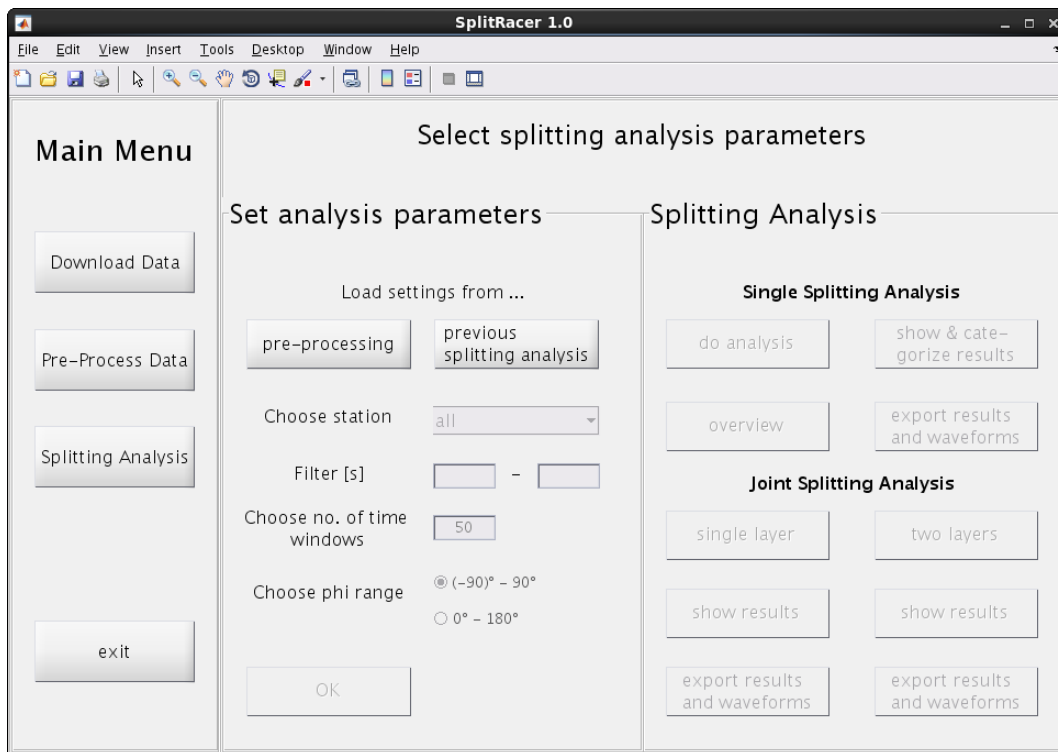 SplitRacer 1.0
File Edit View Insert Tools Desktop Window Help
Main Menu
Download Data
Pre-Process Data
Splitting Analysis
exit
Select splitting analysis parameters
Set analysis parameters
Load settings from ...
pre-processing
previous
splitting analysis
Choose station
all
Filter [s]
–
Choose no. of time
windows
50
Choose phi range
(-90)° – 90°
0° – 180°
OK
Splitting Analysis
Single Splitting Analysis
do analysis
show & cate-
gorize results
overview
export results
and waveforms
Joint Splitting Analysis
single layer
two layers
show results
show results
export results
and waveforms
export results
and waveforms